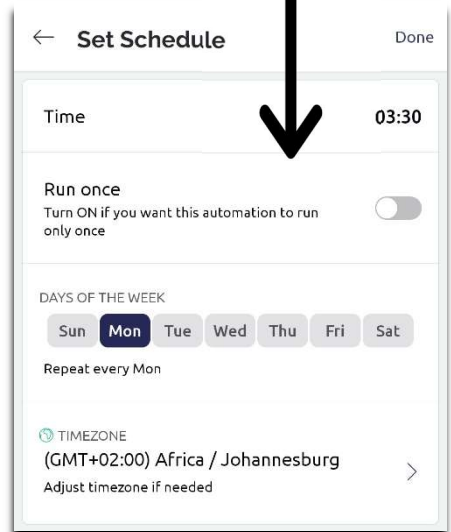 Set Schedule Done
Time 03:30
Run once
Turn ON if you want this automation to run
only once
DAYS OF THE WEEK
Sun Mon Tue Wed Thu Fri Sat
Repeat every Mon
TIMEZONE
(GMT+02:00) Africa / Johannesburg
Adjust timezone if needed